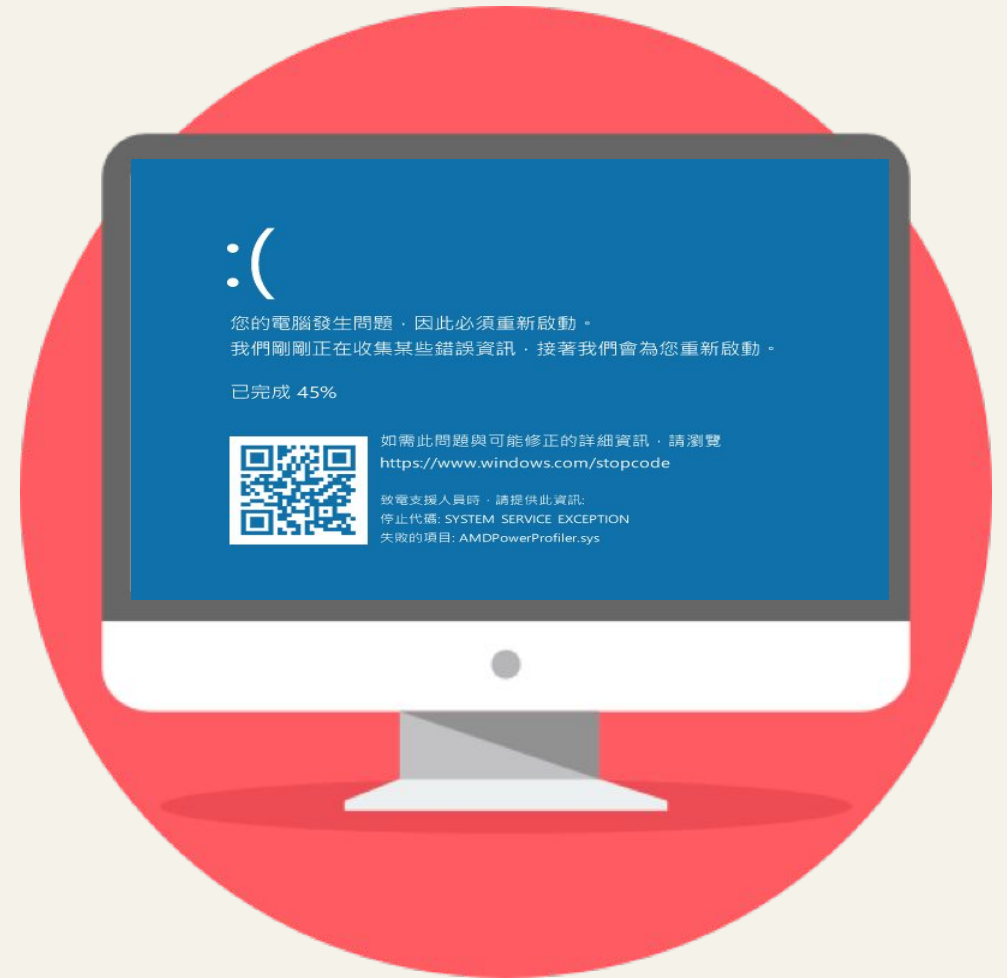 :(
您的電腦發生問題，因此必須重新啟動。
我們剛剛正在收集某些錯誤資訊，接著我們會為您重新啟動。
已完成 45%
如需此問題與可能修正的詳細資訊，請瀏覽
https://www.windows.com/stopcode
致電支援人員時，請提供此資訊:
停止代碼: SYSTEM SERVICE EXCEPTION
失敗的項目: AMDPowerProfiler.sys